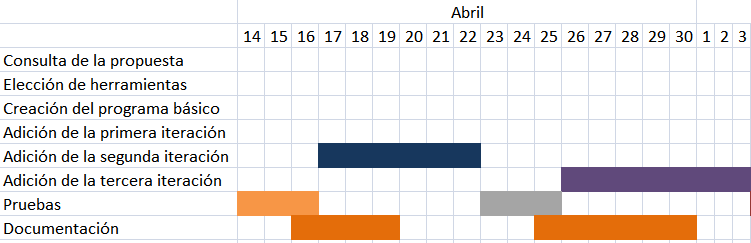 Abril
14 15 16 17 18 19 20 21 22 23 24 25 26 27 28 29 30 1 2 3
Consulta de la propuesta
Elección de herramientas
Creación del programa básico
Adición de la primera iteración
Adición de la segunda iteración
Adición de la tercera iteración
Pruebas
Documentación